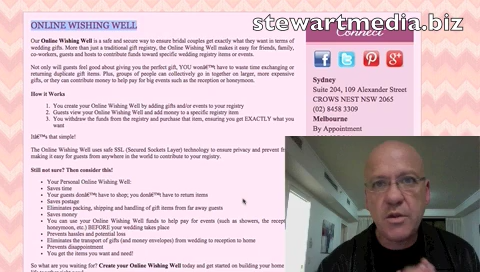 stewartmedia.biz
ONLINE WISHING WELL
Our Online Wishing Well is a safe and secure way to ensure bridal couples get exactly what they want in terms of
wedding gifts. More than just a traditional gift registry, the Online Wishing Well makes it easy for friends, family,
co-workers, guests and hosts to contribute funds toward specific wedding registry items or events.
Not only will guests feel good about giving you the perfect gift, YOU wonâ€™t have to waste time exchanging or
returning duplicate gift items. Plus, groups of people can collectively go in together on larger, more expensive
gifts, or they can contribute money to help pay for big events such as the reception or honeymoon.
How it Works
1. You create your Online Wishing Well by adding gifts and/or events to your registry
2. Guests view your Online Wishing Well and add money to a specific registry item
3. You withdraw the funds from the registry and purchase that item, ensuring you get EXACTLY what you
want
Itâ€™s that simple!
The Online Wishing Well uses safe SSL (Secured Sockets Layer) technology to ensure privacy and prevent
making it easy for guests from anywhere in the world to contribute to your registry.
Still not sure? Then consider this!
Your Personal Online Wishing Well:
Saves time
Your guests donâ€™t have to shop; you donâ€™t have to return items
Saves postage
Eliminates packing, shipping and handling of gift items from far away guests
Saves money
You can use your Online Wishing Well funds to help pay for events (such as showers, the
honeymoon, etc.) BEFORE your wedding takes place
Prevents hassles and potential loss
Eliminates the transport of gifts (and money envelopes) from wedding to reception to home
Prevents disappointment
You get the items you want and need!
So what are you waiting for? Create your Online Wishing Well today and get started on building your home
Connect
Sydney
Suite 204, 109 Alexander Street
CROWS NEST NSW 2065
(02) 8458 3309
Melbourne
By Appointment